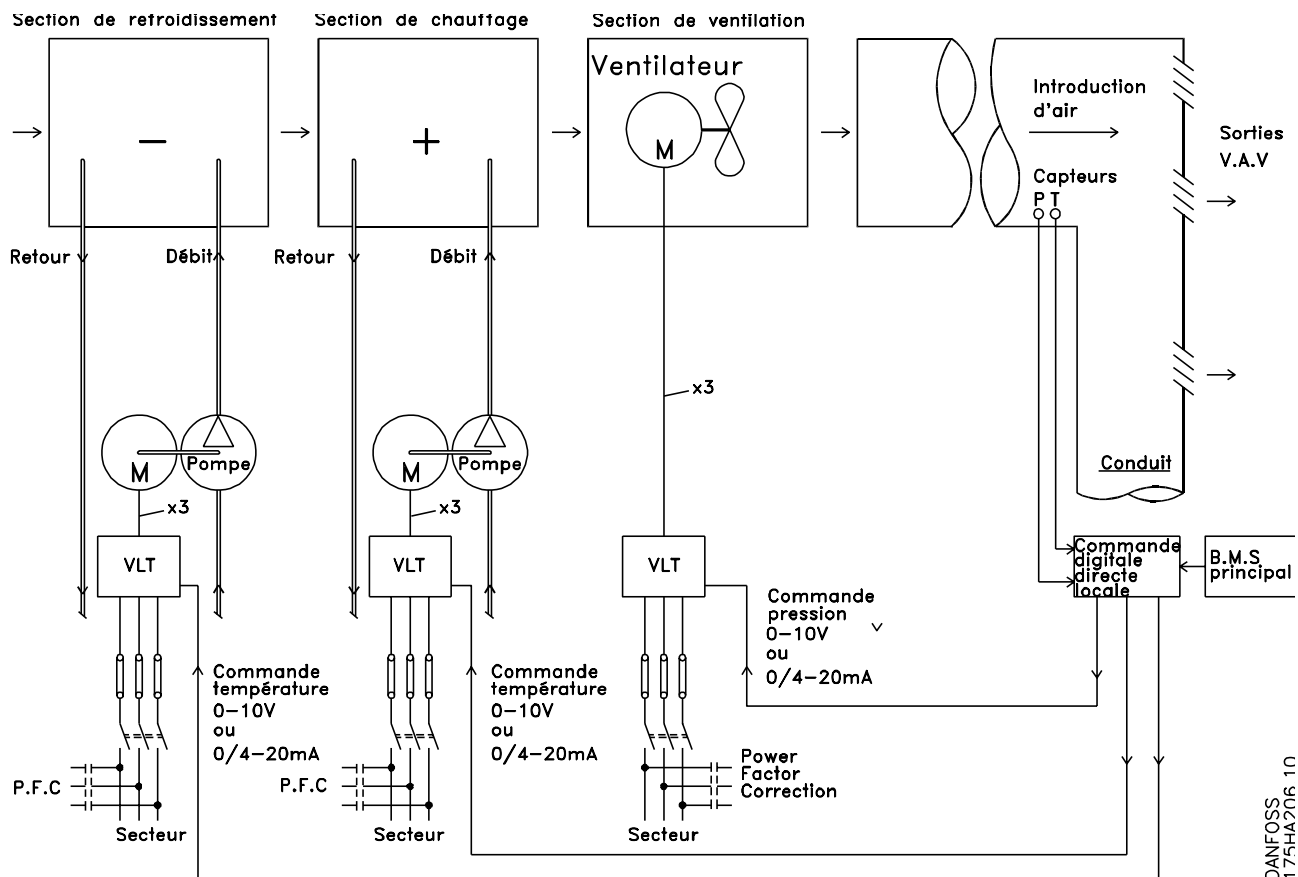 Section de refroidissement
Section de chauffage
Section de ventilation
Ventilateur
M
−
+
Introduction
d'air
Sorties
V.A.V
Capteurs
P T
Retour
Débit
Retour
Débit
x3
M
Pompe
M
Pompe
Conduit
x3
x3
VLT
VLT
VLT
Commande
digitale
directe
locale
B.M.S
principal
Commande
pression
0-10V
ou
0/4-20mA
Commande
température
0-10V
ou
0/4-20mA
Commande
température
0-10V
ou
0/4-20mA
P.F.C
P.F.C
Power
Factor
Correction
Secteur
Secteur
Secteur
DANFOSS
175HA206.10